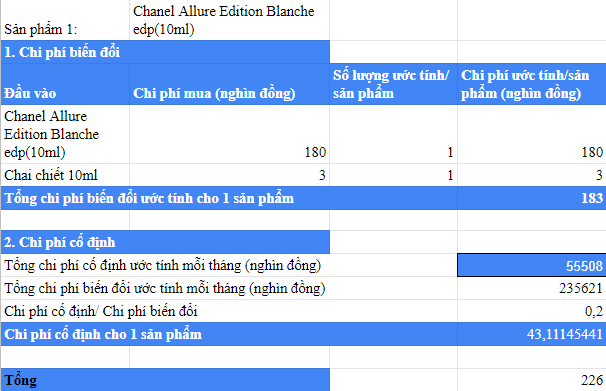 Sản phẩm 1: Chanel Allure Edition Blanche edp(10ml)
1. Chi phí biến đổi
Đầu vào Chi phí mua (nghìn đồng) Số lượng ước tính/ sản phẩm Chi phí ước tính/sản phẩm (nghìn đồng)
Chanel Allure Edition Blanche edp(10ml) 180 1 180
Chai chiết 10ml 3 1 3
Tổng chi phí biến đổi ước tính cho 1 sản phẩm 183
2. Chi phí cố định
Tổng chi phí cố định ước tính mỗi tháng (nghìn đồng) 55508
Tổng chi phí biến đổi ước tính mỗi tháng (nghìn đồng) 235621
Chi phí cố định/ Chi phí biến đổi 0,2
Chi phí cố định cho 1 sản phẩm 43,11145441
Tổng 226